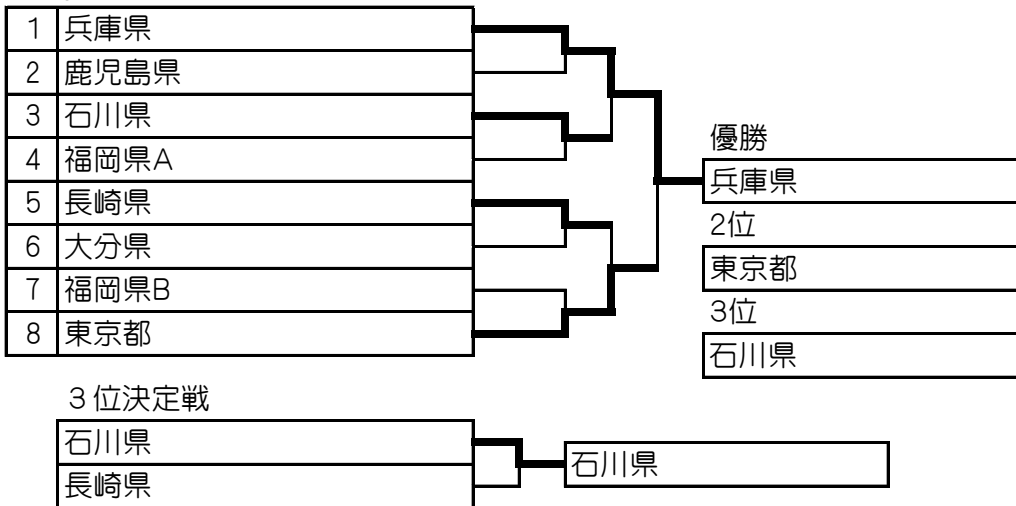 1 兵庫県
2 鹿児島県
3 石川県
4 福岡県A
5 長崎県
6 大分県
7 福岡県B
8 東京都
優勝
兵庫県
2位
東京都
3位
石川県
３位決定戦
石川県
長崎県
石川県